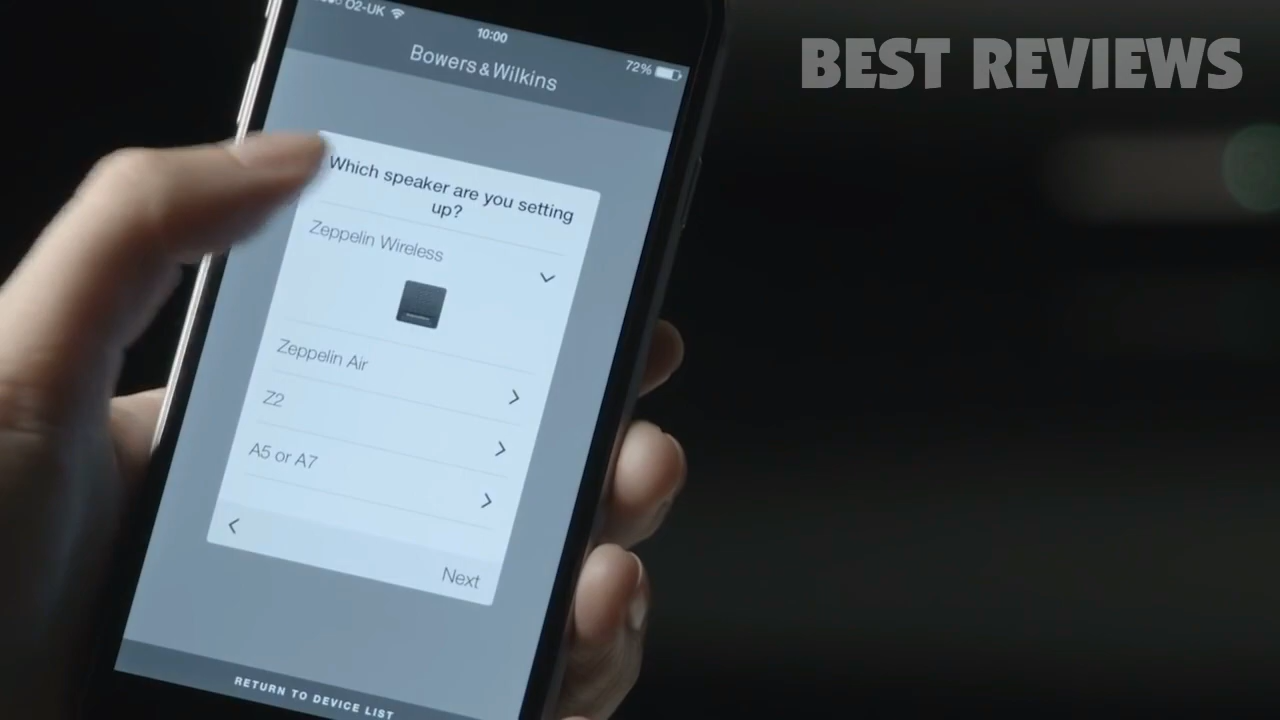 O2-UK
10:00
72%
Bowers & Wilkins
BEST REVIEWS
Which speaker are you setting
up?
Zeppelin Wireless
Zeppelin Air
Z2
A5 or A7
Next
RETURN TO DEVICE LIST